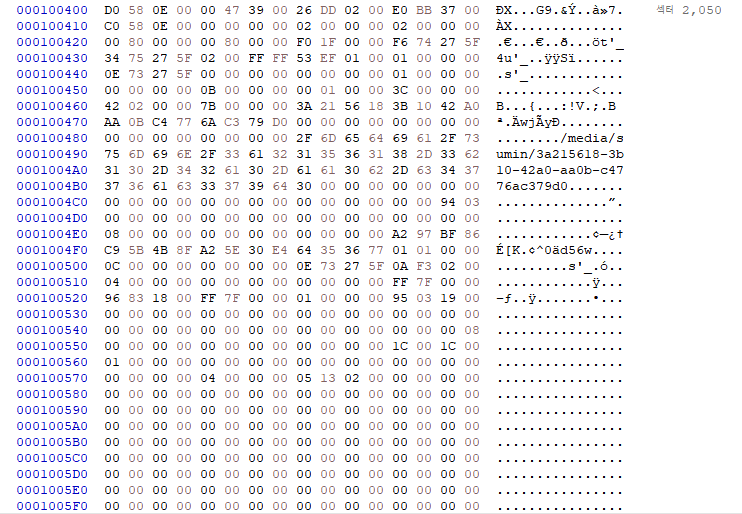 000100400 D0 58 0E 00 00 47 39 00 26 DD 02 00 E0 BB 37 00 ÐX...G9.&Ý..à»7. 섹터 2,050
000100410 C0 58 0E 00 00 00 00 00 02 00 00 00 02 00 00 00 ÀX..............
000100420 00 80 00 00 00 80 00 00 F0 1F 00 00 F6 74 27 5F .€...€..ð...öt'_
000100430 34 75 27 5F 02 00 FF FF 53 EF 01 00 01 00 00 00 4u'_..ÿÿSï......
000100440 0E 73 27 5F 00 00 00 00 00 00 00 00 01 00 00 00 .s'_............
000100450 00 00 00 00 0B 00 00 00 00 01 00 00 3C 00 00 00 ............<...
000100460 42 02 00 00 7B 00 00 00 3A 21 56 18 3B 10 42 A0 B...{...:!V.;.B
000100470 AA 0B C4 77 6A C3 79 D0 00 00 00 00 00 00 00 00 ª.ÄwjÃyÐ........
000100480 00 00 00 00 00 00 00 00 2F 6D 65 64 69 61 2F 73 ......../media/s
000100490 75 6D 69 6E 2F 33 61 32 31 35 36 31 38 2D 33 62 umin/3a215618-3b
0001004A0 31 30 2D 34 32 61 30 2D 61 61 30 62 2D 63 34 37 10-42a0-aa0b-c47
0001004B0 37 36 61 63 33 37 39 64 30 00 00 00 00 00 00 00 76ac379d0.......
0001004C0 00 00 00 00 00 00 00 00 00 00 00 00 00 00 94 03 ..............”.
0001004D0 00 00 00 00 00 00 00 00 00 00 00 00 00 00 00 00 ................
0001004E0 08 00 00 00 00 00 00 00 00 00 00 00 A2 97 BF 86 ............¢—¿†
0001004F0 C9 5B 4B 8F A2 5E 30 E4 64 35 36 77 01 01 00 00 É[K.¢^0äd56w....
000100500 0C 00 00 00 00 00 00 00 0E 73 27 5F 0A F3 02 00 .........s'_.ó..
000100510 04 00 00 00 00 00 00 00 00 00 00 00 FF 7F 00 00 ............ÿ...
000100520 96 83 18 00 FF 7F 00 00 01 00 00 00 95 03 19 00 –ƒ..ÿ.......•...
000100530 00 00 00 00 00 00 00 00 00 00 00 00 00 00 00 00 ................
000100540 00 00 00 00 00 00 00 00 00 00 00 00 00 00 00 08 ................
000100550 00 00 00 00 00 00 00 00 00 00 00 00 1C 00 1C 00 ................
000100560 01 00 00 00 00 00 00 00 00 00 00 00 00 00 00 00 ................
000100570 00 00 00 00 04 00 00 00 05 13 02 00 00 00 00 00 ................
000100580 00 00 00 00 00 00 00 00 00 00 00 00 00 00 00 00 ................
000100590 00 00 00 00 00 00 00 00 00 00 00 00 00 00 00 00 ................
0001005A0 00 00 00 00 00 00 00 00 00 00 00 00 00 00 00 00 ................
0001005B0 00 00 00 00 00 00 00 00 00 00 00 00 00 00 00 00 ................
0001005C0 00 00 00 00 00 00 00 00 00 00 00 00 00 00 00 00 ................
0001005D0 00 00 00 00 00 00 00 00 00 00 00 00 00 00 00 00 ................
0001005E0 00 00 00 00 00 00 00 00 00 00 00 00 00 00 00 00 ................
0001005F0 00 00 00 00 00 00 00 00 00 00 00 00 00 00 00 00 ................